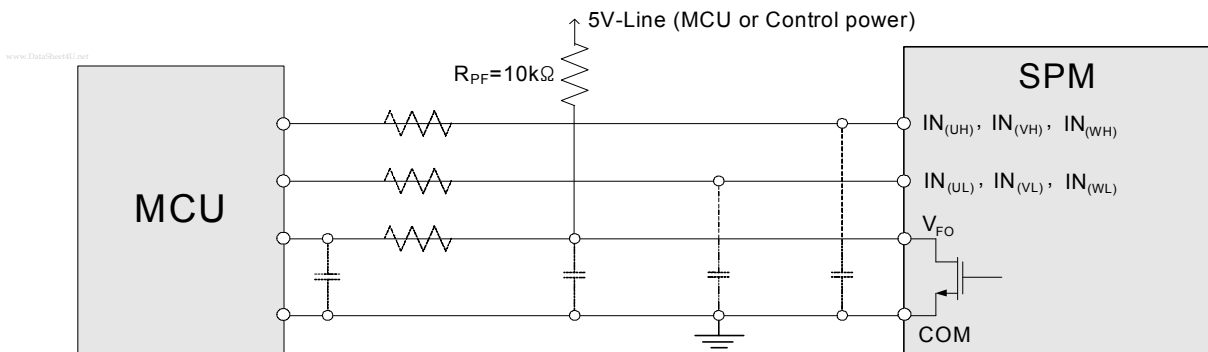 5V-Line (MCU or Control power)
www.DataSheet4U.net
R_PF=10kΩ
SPM
IN_(UH), IN_(VH), IN_(WH)
IN_(UL), IN_(VL), IN_(WL)
MCU
V_FO
COM